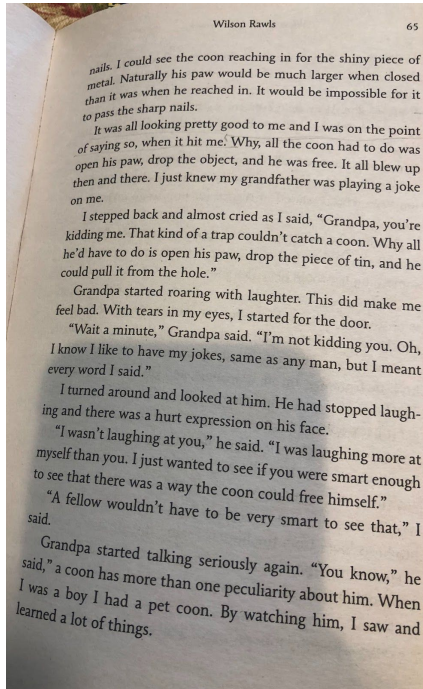 Wilson Rawls 65
nails. I could see the coon reaching in for the shiny piece of
metal. Naturally his paw would be much larger when closed
than it was when he reached in. It would be impossible for it
to pass the sharp nails.
It was all looking pretty good to me and I was on the point
of saying so, when it hit me. Why, all the coon had to do was
open his paw, drop the object, and he was free. It all blew up
then and there. I just knew my grandfather was playing a joke
on me.
I stepped back and almost cried as I said, “Grandpa, you’re
kidding me. That kind of a trap couldn’t catch a coon. Why all
he’d have to do is open his paw, drop the piece of tin, and he
could pull it from the hole.”
Grandpa started roaring with laughter. This did make me
feel bad. With tears in my eyes, I started for the door.
“Wait a minute,” Grandpa said. “I’m not kidding you. Oh,
I know I like to have my jokes, same as any man, but I meant
every word I said.”
I turned around and looked at him. He had stopped laugh-
ing and there was a hurt expression on his face.
“I wasn’t laughing at you,” he said. “I was laughing more at
myself than you. I just wanted to see if you were smart enough
to see that there was a way the coon could free himself.”
“A fellow wouldn’t have to be very smart to see that,” I
said.
Grandpa started talking seriously again. “You know,” he
said,” a coon has more than one peculiarity about him. When
I was a boy I had a pet coon. By watching him, I saw and
learned a lot of things.